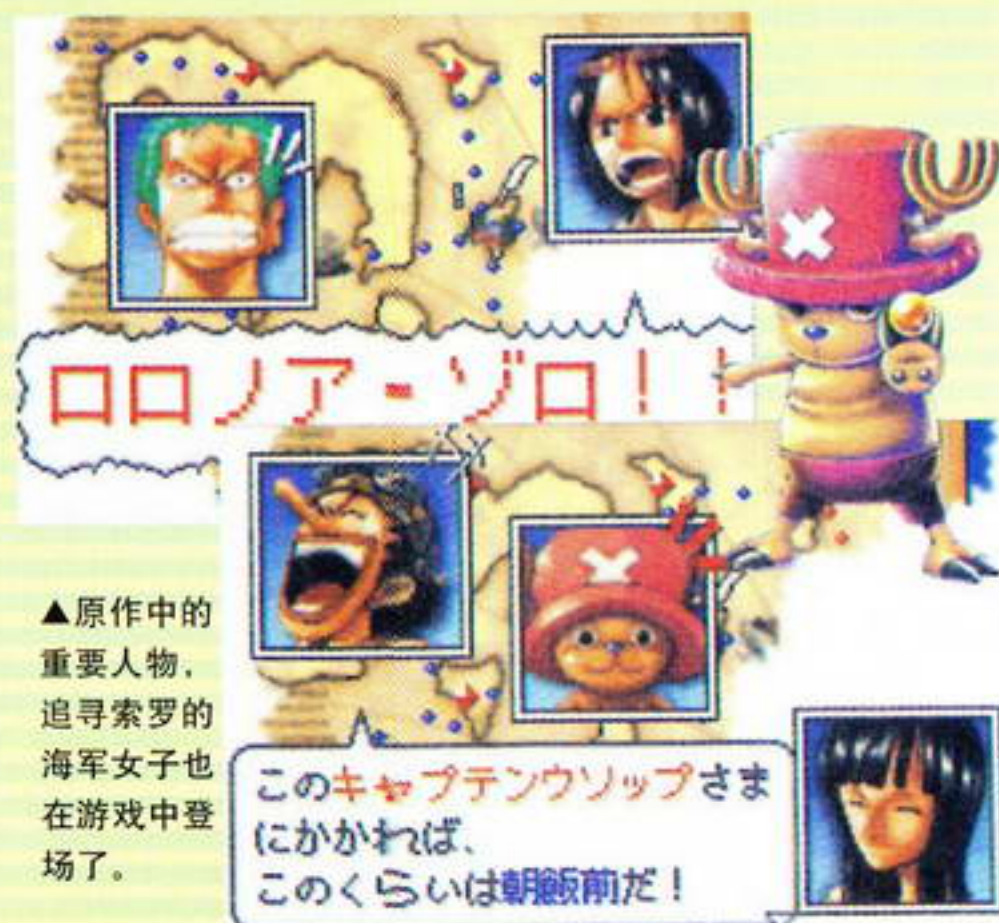 ロロノア・ゾロ！！
▲原作中的
重要人物，
追寻索罗的
海军女子也
在游戏中登
场了。
このキャプテンウソップさま
にかかれば、
このくらいは朝飯前だ！